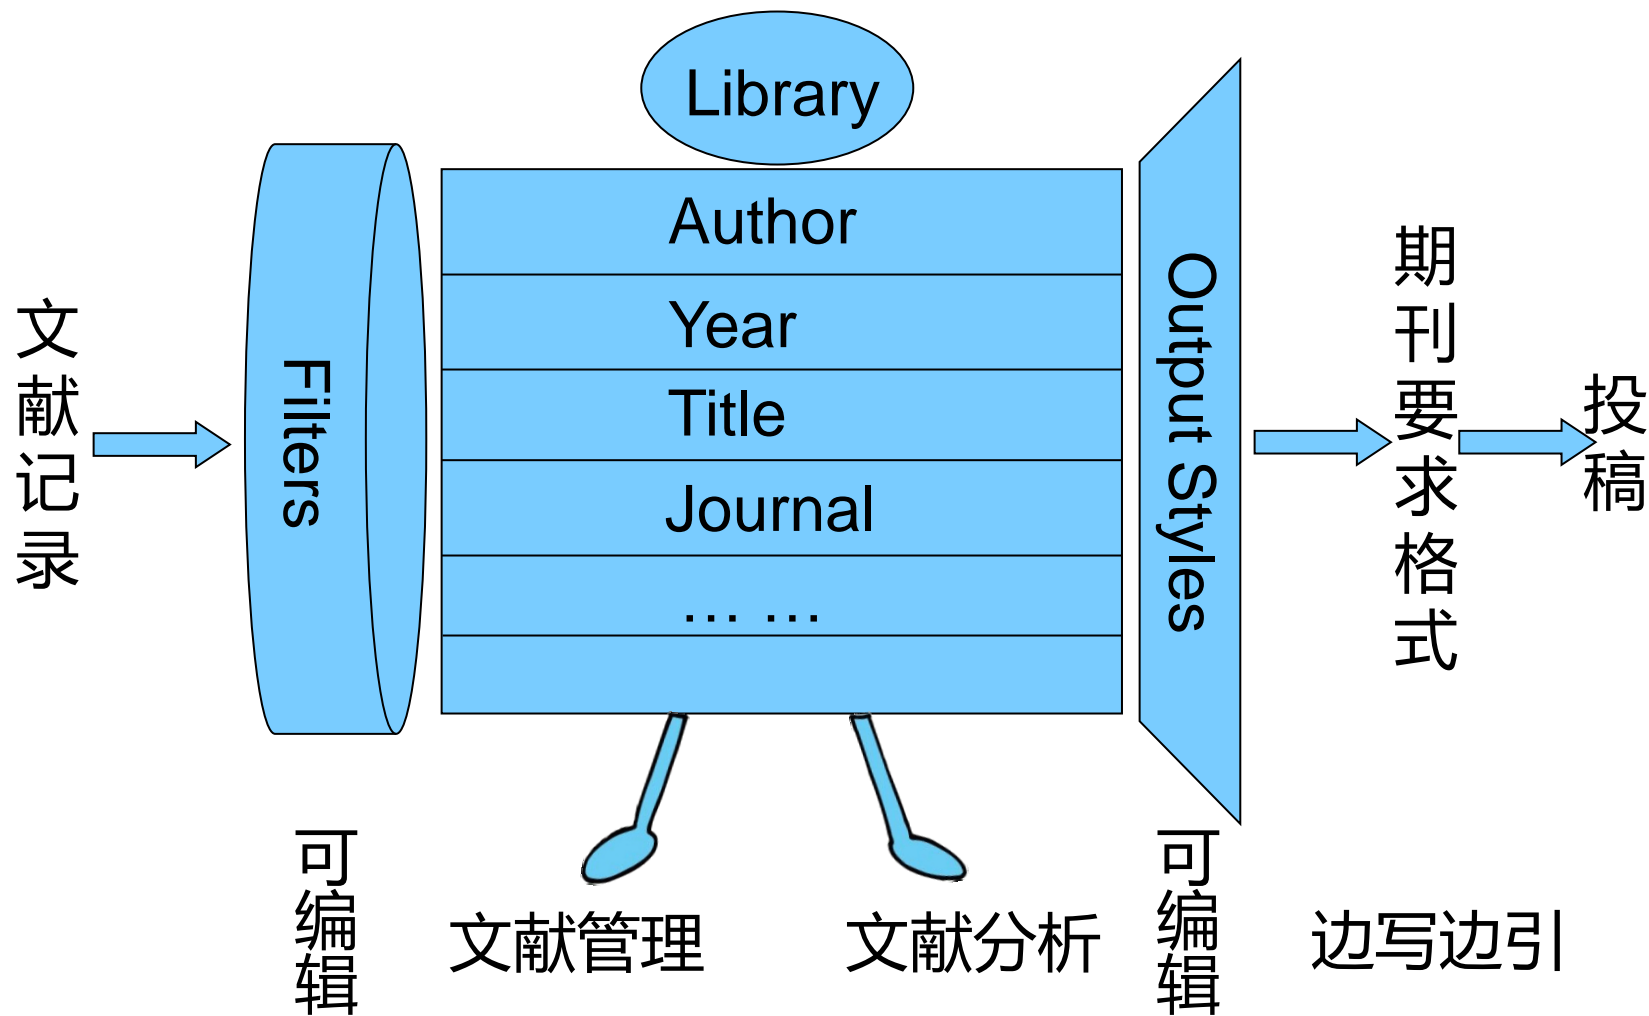 Library
文献记录
Filters
Author
Year
Title
Journal
… …
Output Styles
期刊要求格式
投稿
可编辑
文献管理
文献分析
可编辑
边写边引